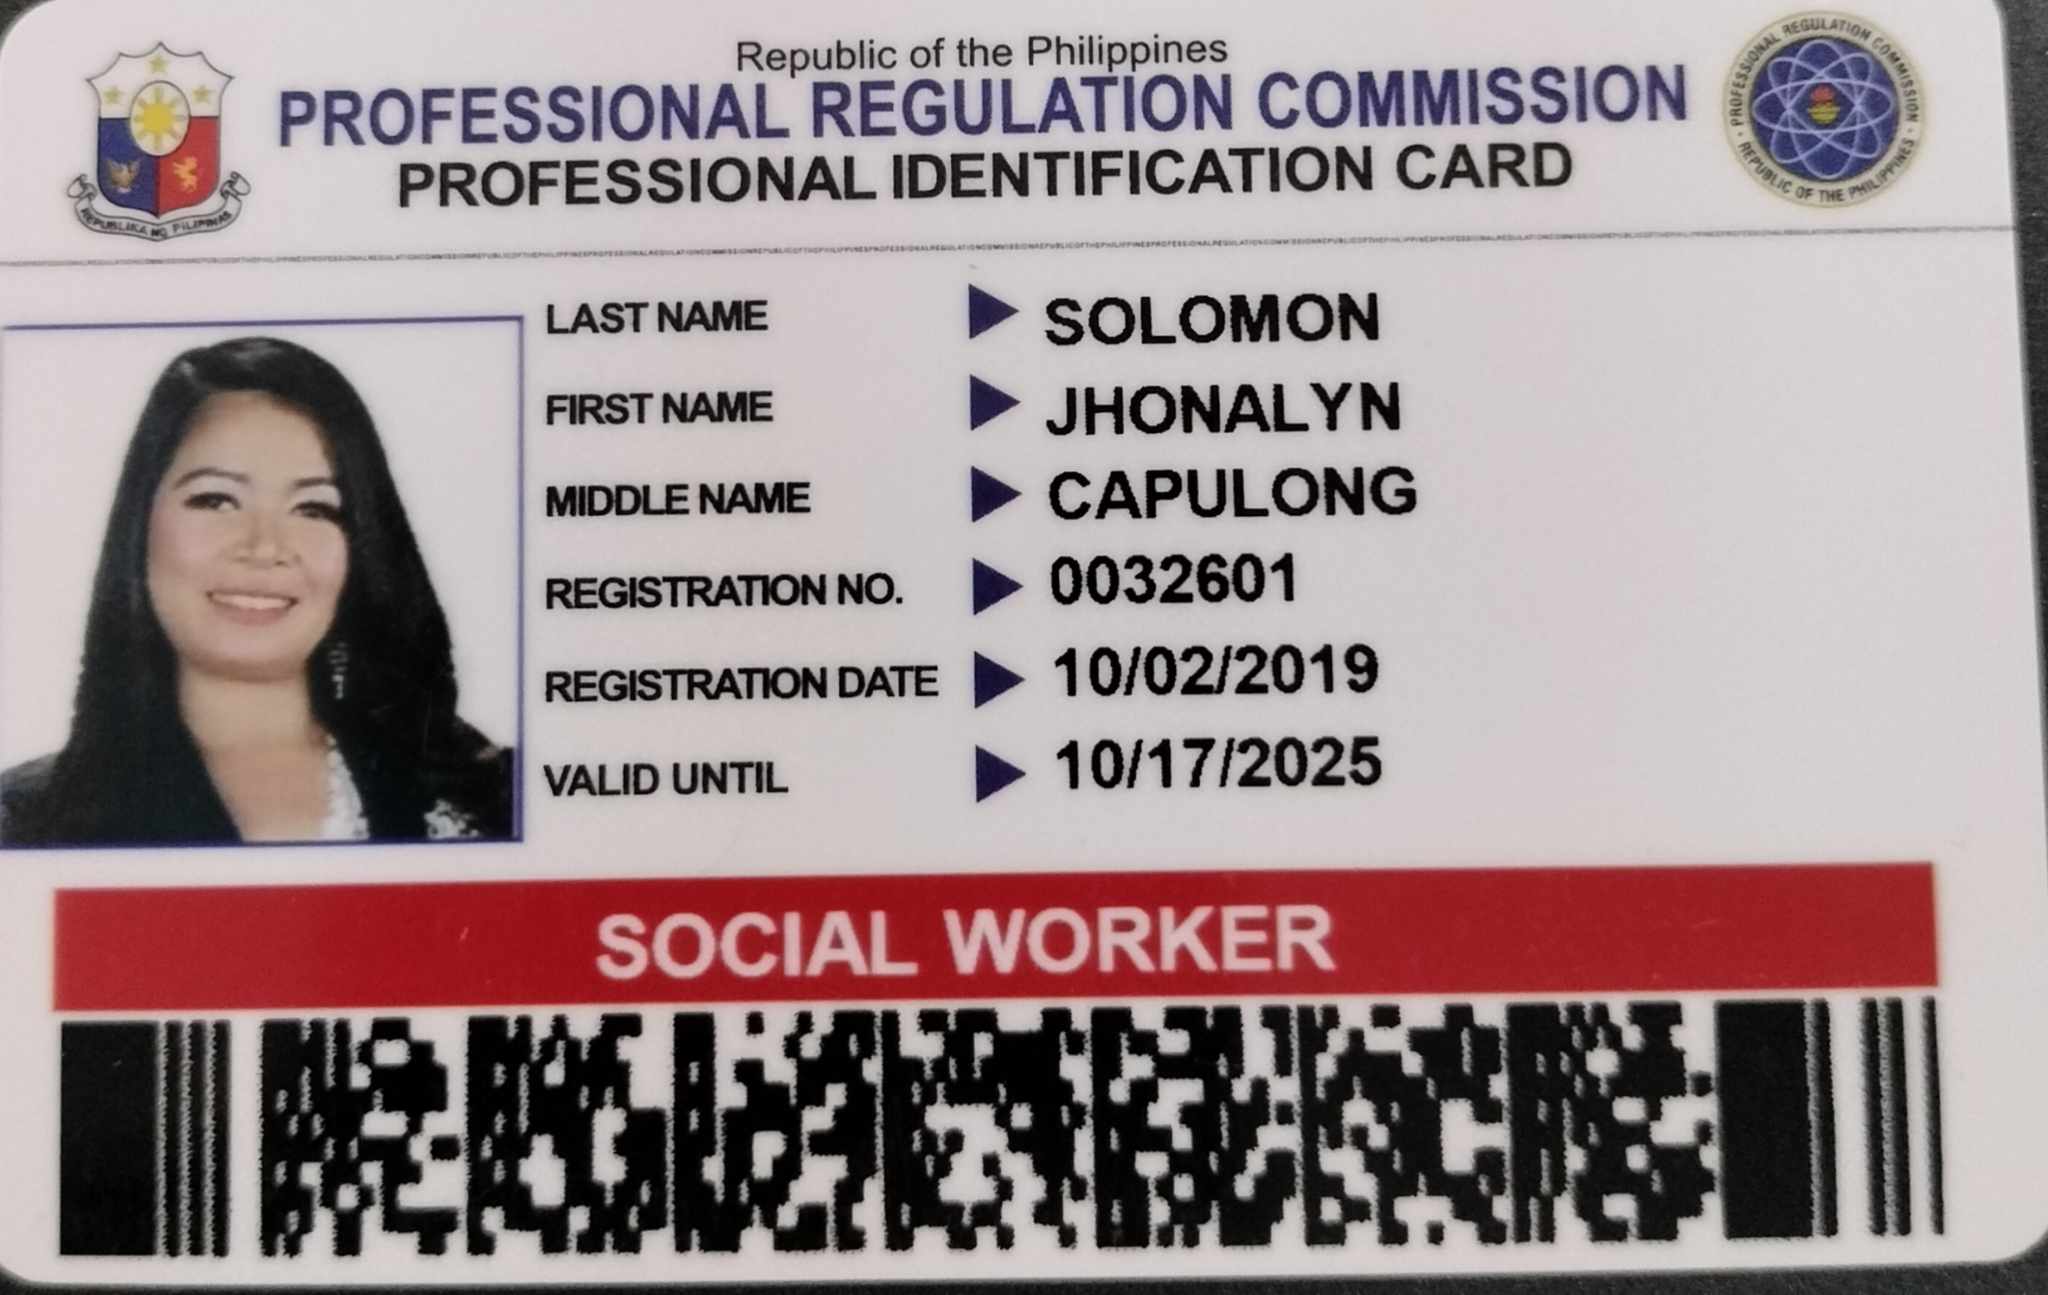 Republic of the Philippines
PROFESSIONAL REGULATION COMMISSION
PROFESSIONAL IDENTIFICATION CARD
REPUBLIKA NG PILIPINAS
PROFESSIONAL REGULATION COMMISSION
REPUBLIC OF THE PHILIPPINES
LAST NAME SOLOMON
FIRST NAME JHONALYN
MIDDLE NAME CAPULONG
REGISTRATION NO. 0032601
REGISTRATION DATE 10/02/2019
VALID UNTIL 10/17/2025
SOCIAL WORKER